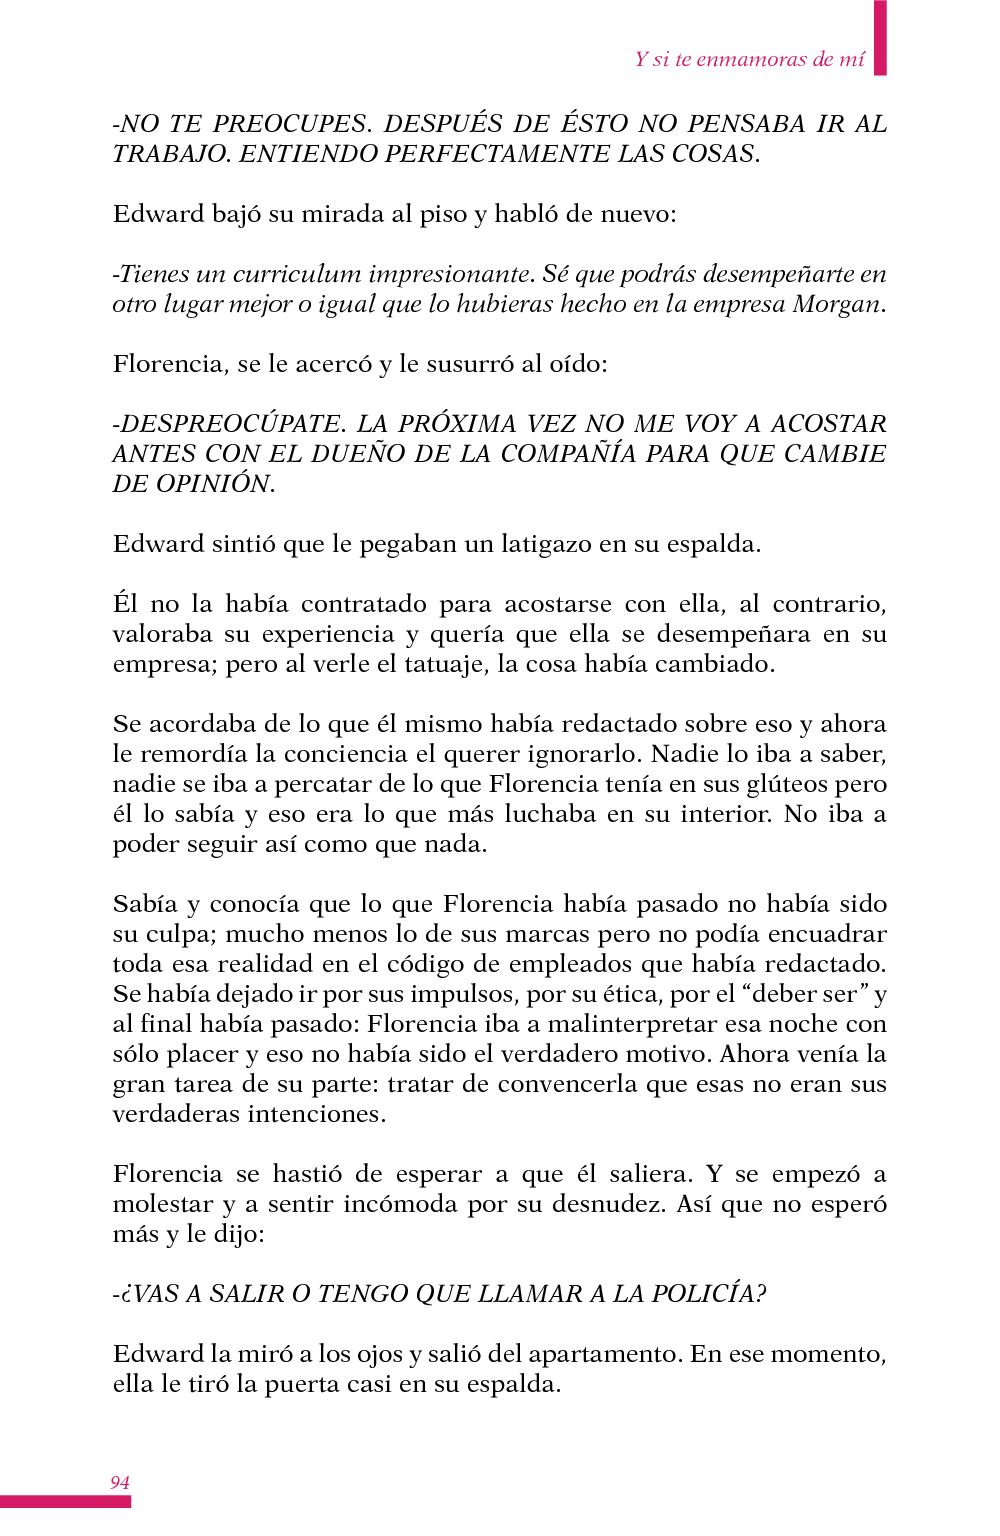 Y si te enmamoras de mí
-NO TE PREOCUPES. DESPUÉS DE ÉSTO NO PENSABA IR AL
TRABAJO. ENTIENDO PERFECTAMENTE LAS COSAS.
Edward bajó su mirada al piso y habló de nuevo:
-Tienes un curriculum impresionante. Sé que podrás desempeñarte en
otro lugar mejor o igual que lo hubieras hecho en la empresa Morgan.
Florencia, se le acercó y le susurró al oído:
-DESPREOCÚPATE. LA PRÓXIMA VEZ NO ME VOY A ACOSTAR
ANTES CON EL DUEÑO DE LA COMPAÑÍA PARA QUE CAMBIE
DE OPINIÓN.
Edward sintió que le pegaban un latigazo en su espalda.
Él no la había contratado para acostarse con ella, al contrario,
valoraba su experiencia y quería que ella se desempeñara en su
empresa; pero al verle el tatuaje, la cosa había cambiado.
Se acordaba de lo que él mismo había redactado sobre eso y ahora
le remordía la conciencia el querer ignorarlo. Nadie lo iba a saber,
nadie se iba a percatar de lo que Florencia tenía en sus glúteos pero
él lo sabía y eso era lo que más luchaba en su interior. No iba a
poder seguir así como que nada.
Sabía y conocía que lo que Florencia había pasado no había sido
su culpa; mucho menos lo de sus marcas pero no podía encuadrar
toda esa realidad en el código de empleados que había redactado.
Se había dejado ir por sus impulsos, por su ética, por el “deber ser” y
al final había pasado: Florencia iba a malinterpretar esa noche con
sólo placer y eso no había sido el verdadero motivo. Ahora venía la
gran tarea de su parte: tratar de convencerla que esas no eran sus
verdaderas intenciones.
Florencia se hastió de esperar a que él saliera. Y se empezó a
molestar y a sentir incómoda por su desnudez. Así que no esperó
más y le dijo:
-¿VAS A SALIR O TENGO QUE LLAMAR A LA POLICÍA?
Edward la miró a los ojos y salió del apartamento. En ese momento,
ella le tiró la puerta casi en su espalda.
94